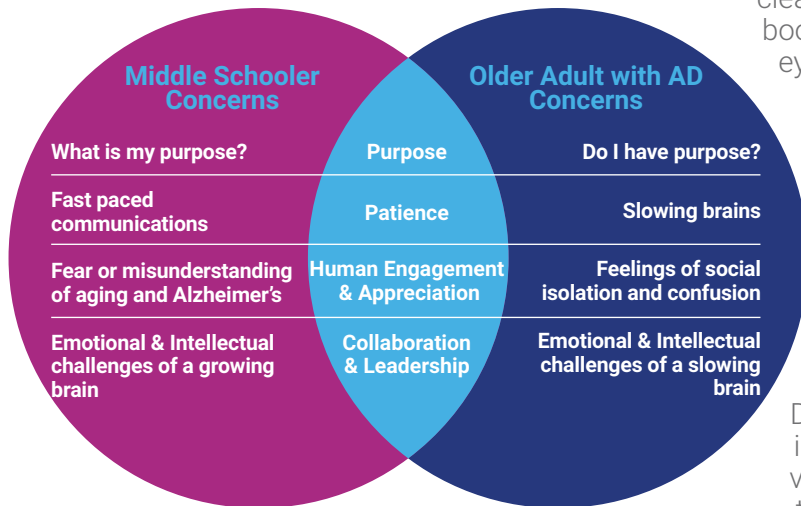 Middle Schooler
Concerns
Older Adult with AD
Concerns
What is my purpose?
Purpose
Do I have purpose?
Fast paced
communications
Patience
Slowing brains
Fear or misunderstanding
of aging and Alzheimer's
Human Engagement
& Appreciation
Feelings of social
isolation and confusion
Emotional & Intellectual
challenges of a growing
brain
Collaboration
& Leadership
Emotional & Intellectual
challenges of a slowing
brain